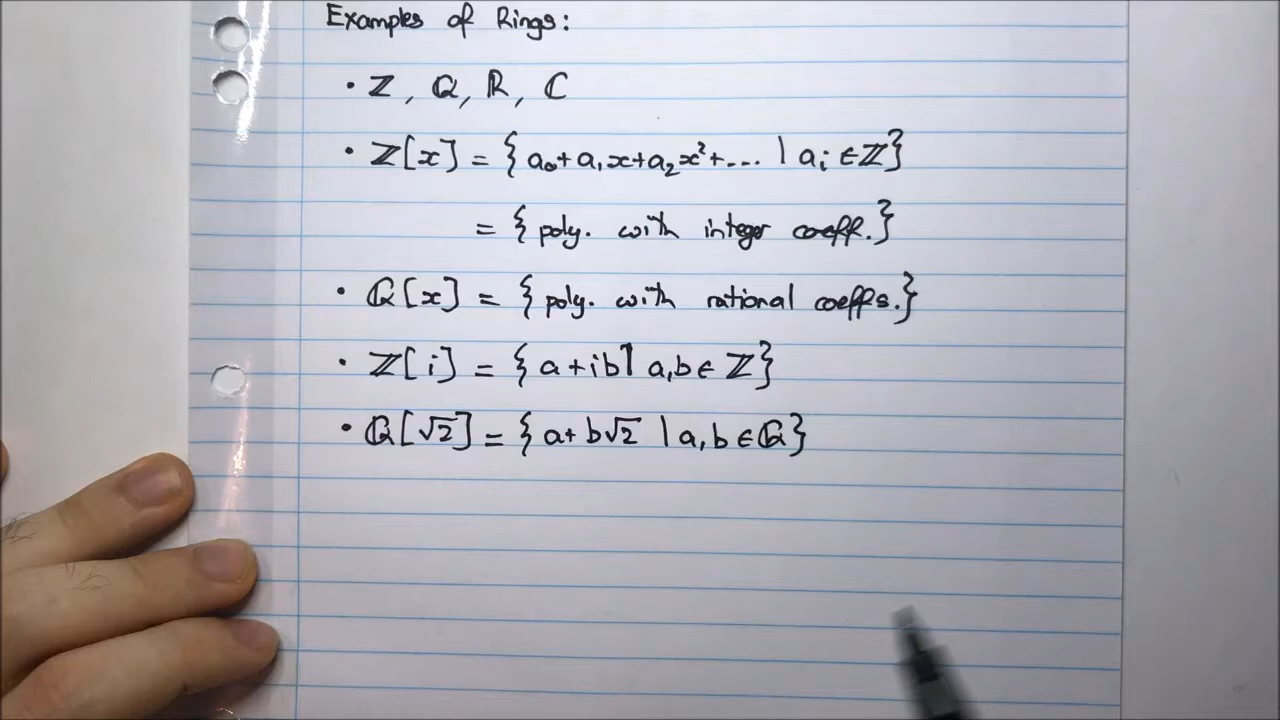 Examples of Rings:
• ℤ, ℚ, ℝ, ℂ
• ℤ[x] = { a₀+a₁x+a₂x²+... | aᵢ ∈ ℤ}
= { poly. with integer coeff.}
• ℚ[x] = { poly. with rational coeffs.}
• ℤ[i] = { a+ib | a,b ∈ ℤ}
• ℚ[√2] = { a+b√2 | a,b ∈ ℚ}